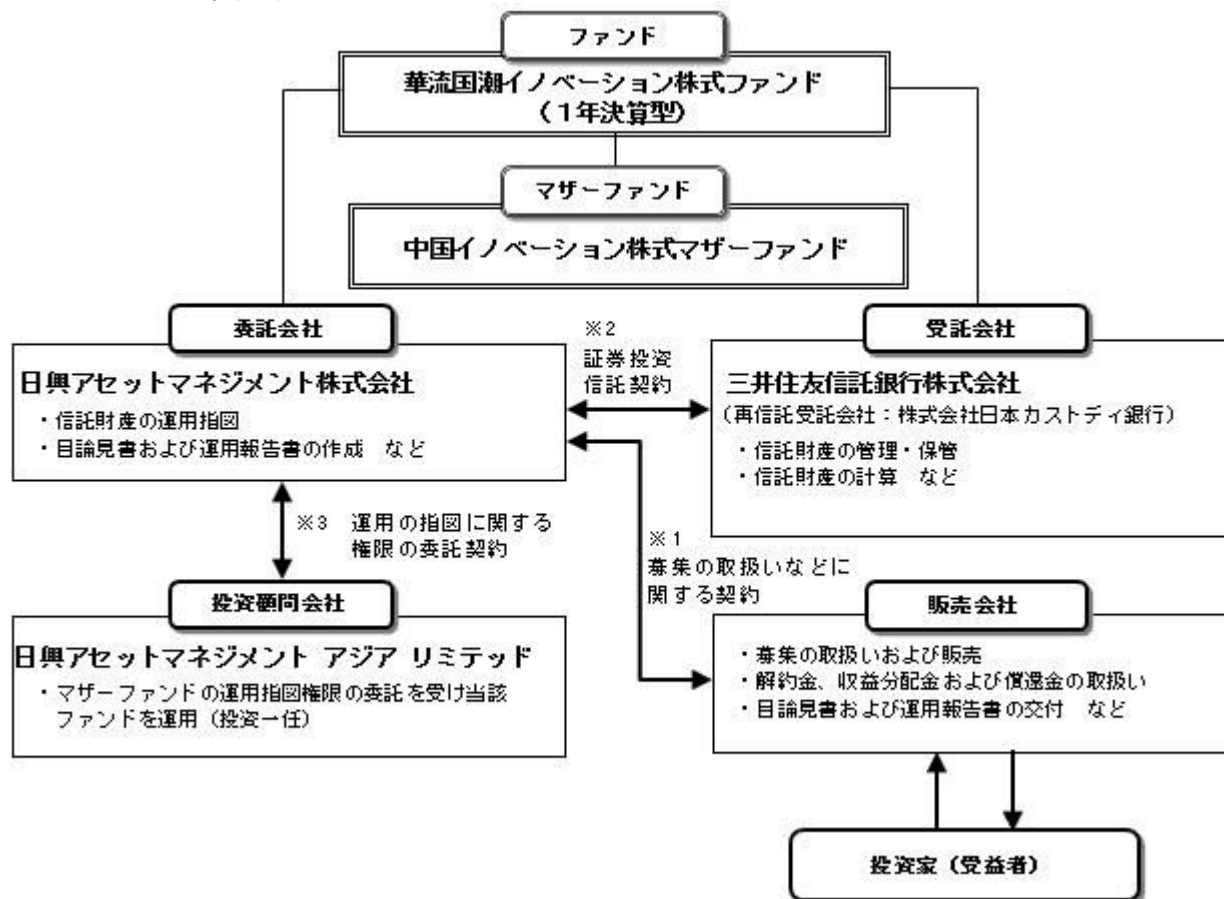 ファンド
華流国潮イノベーション株式ファンド
(1年決算型)
マザーファンド
中国イノベーション株式マザーファンド
委託会社
日興アセットマネジメント株式会社
・信託財産の運用指図
・目論見書および運用報告書の作成 など
※2
証券投資
信託契約
受託会社
三井住友信託銀行株式会社
(再信託受託会社:株式会社日本カストディ銀行)
・信託財産の管理・保管
・信託財産の計算 など
※3 運用の指図に関する
権限の委託契約
※1
募集の取扱いなどに
関する契約
投資顧問会社
日興アセットマネジメント アジア リミテッド
・マザーファンドの運用指図権限の委託を受け当該
ファンドを運用(投資一任)
販売会社
・募集の取扱いおよび販売
・解約金、収益分配金および償還金の取扱い
・目論見書および運用報告書の交付 など
投資家(受益者)